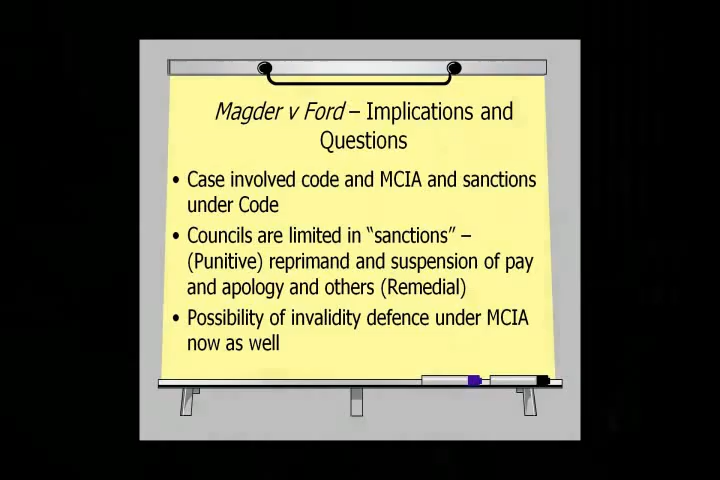 Magder v Ford – Implications and
Questions
• Case involved code and MCIA and sanctions
under Code
• Councils are limited in “sanctions” –
(Punitive) reprimand and suspension of pay
and apology and others (Remedial)
• Possibility of invalidity defence under MCIA
now as well